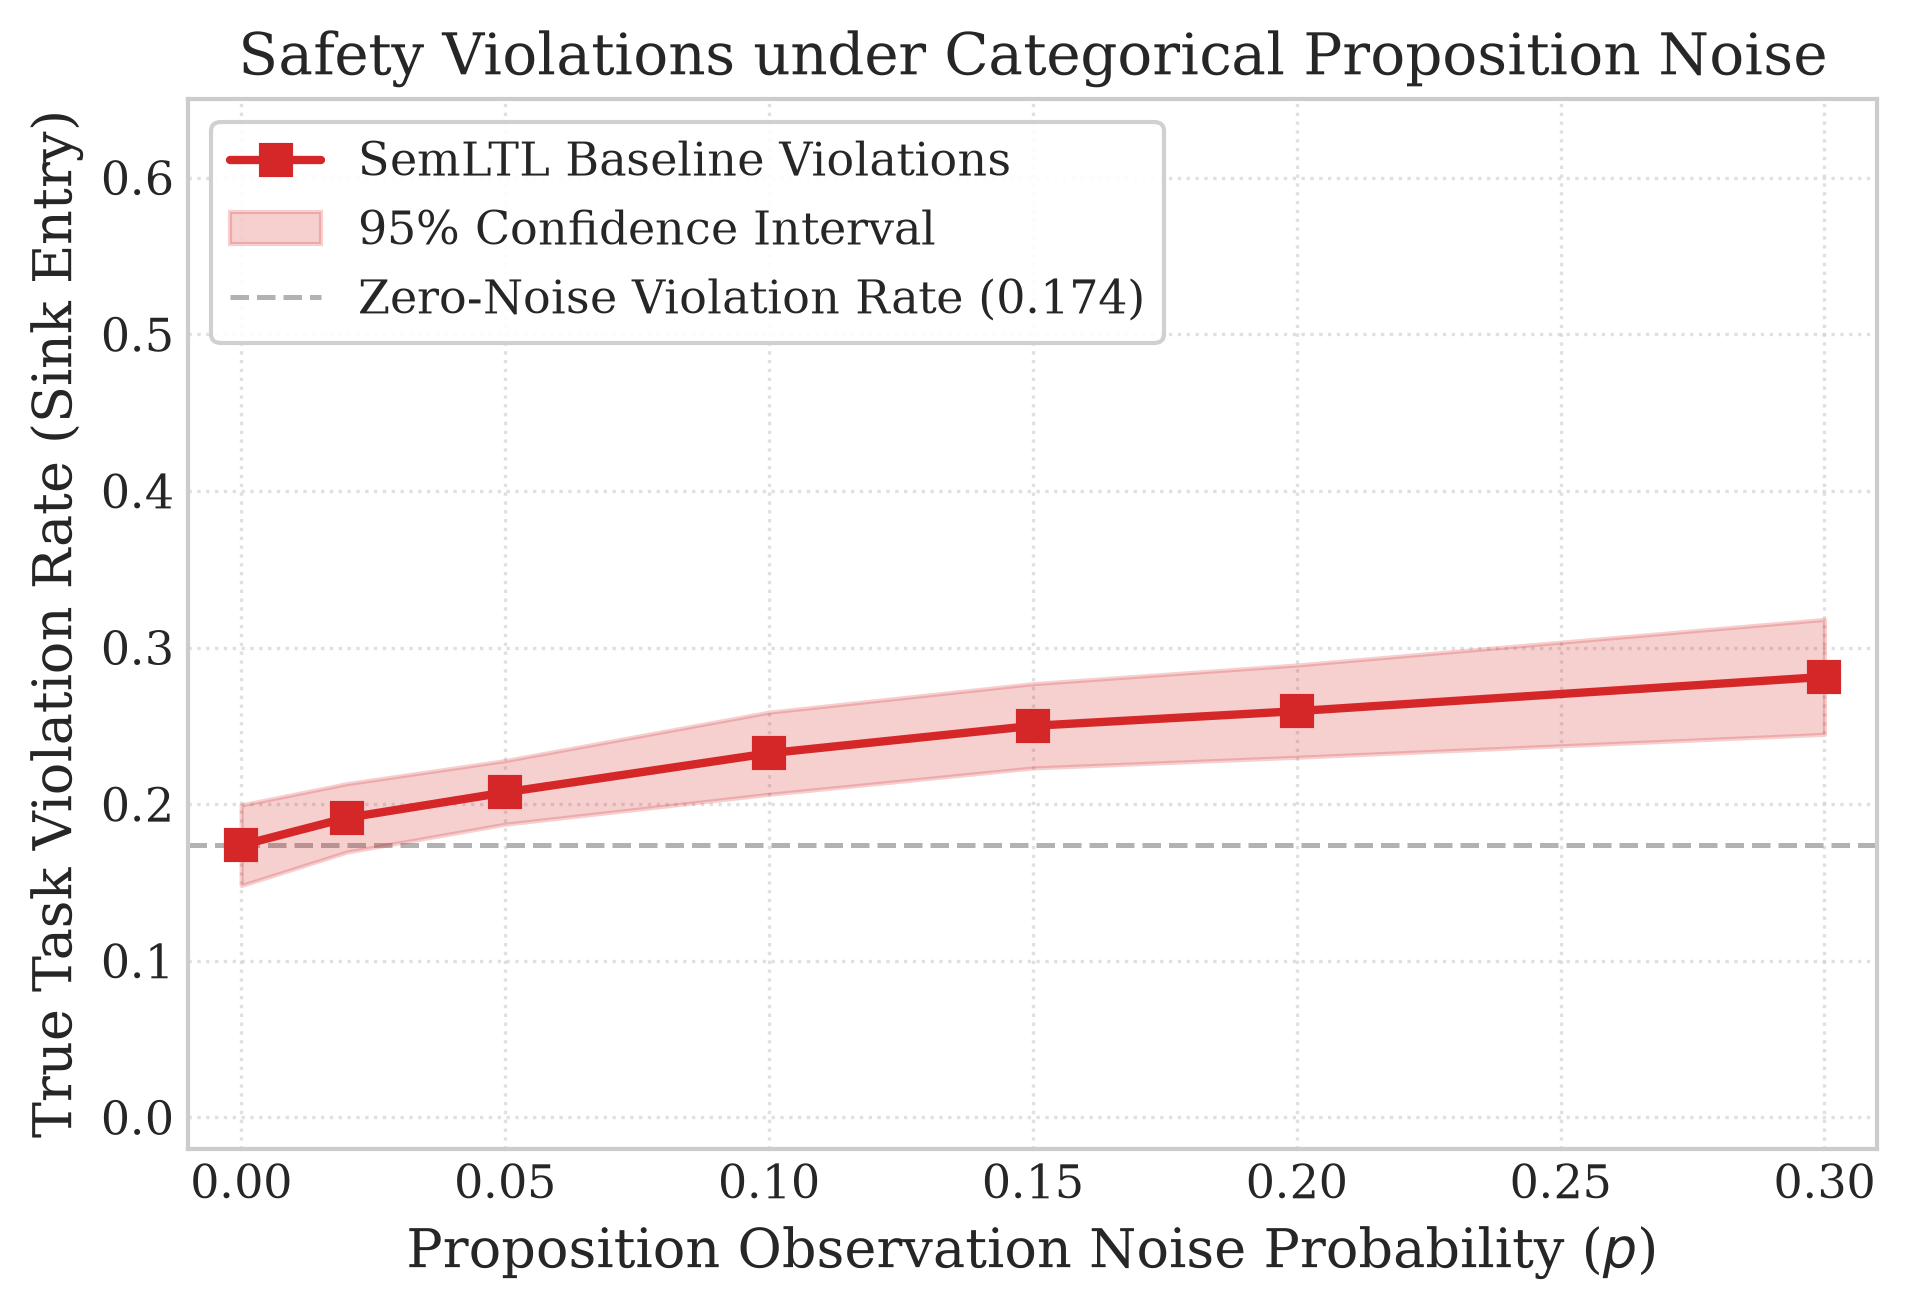 Safety Violations under Categorical Proposition Noise
True Task Violation Rate (Sink Entry)
0.6
0.5
0.4
0.3
0.2
0.1
0.0
SemLTL Baseline Violations
95% Confidence Interval
Zero-Noise Violation Rate (0.174)
0.00 0.05 0.10 0.15 0.20 0.25 0.30
Proposition Observation Noise Probability (p)